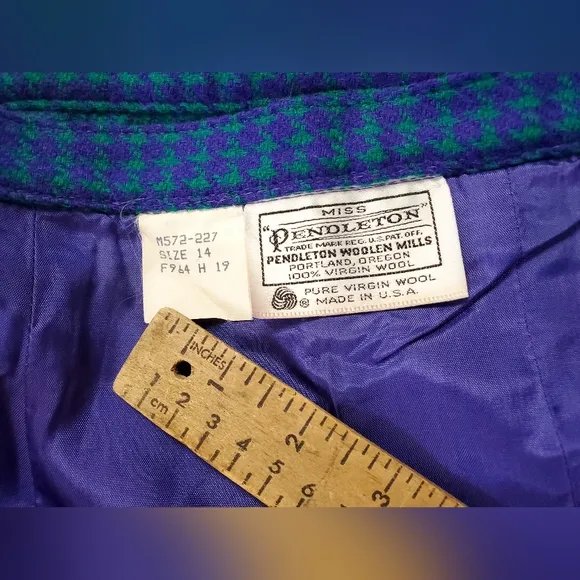 M572-227
SIZE 14
F964 H 19
MISS
"PENDLETON"
TRADE MARK REG. U.S. PAT. OFF.
PENDLETON WOOLEN MILLS
PORTLAND, OREGON
100% VIRGIN WOOL
PURE VIRGIN WOOL
® MADE IN U.S.A.
INCHES
1 2 3
cm
1 2 3 4 5 6